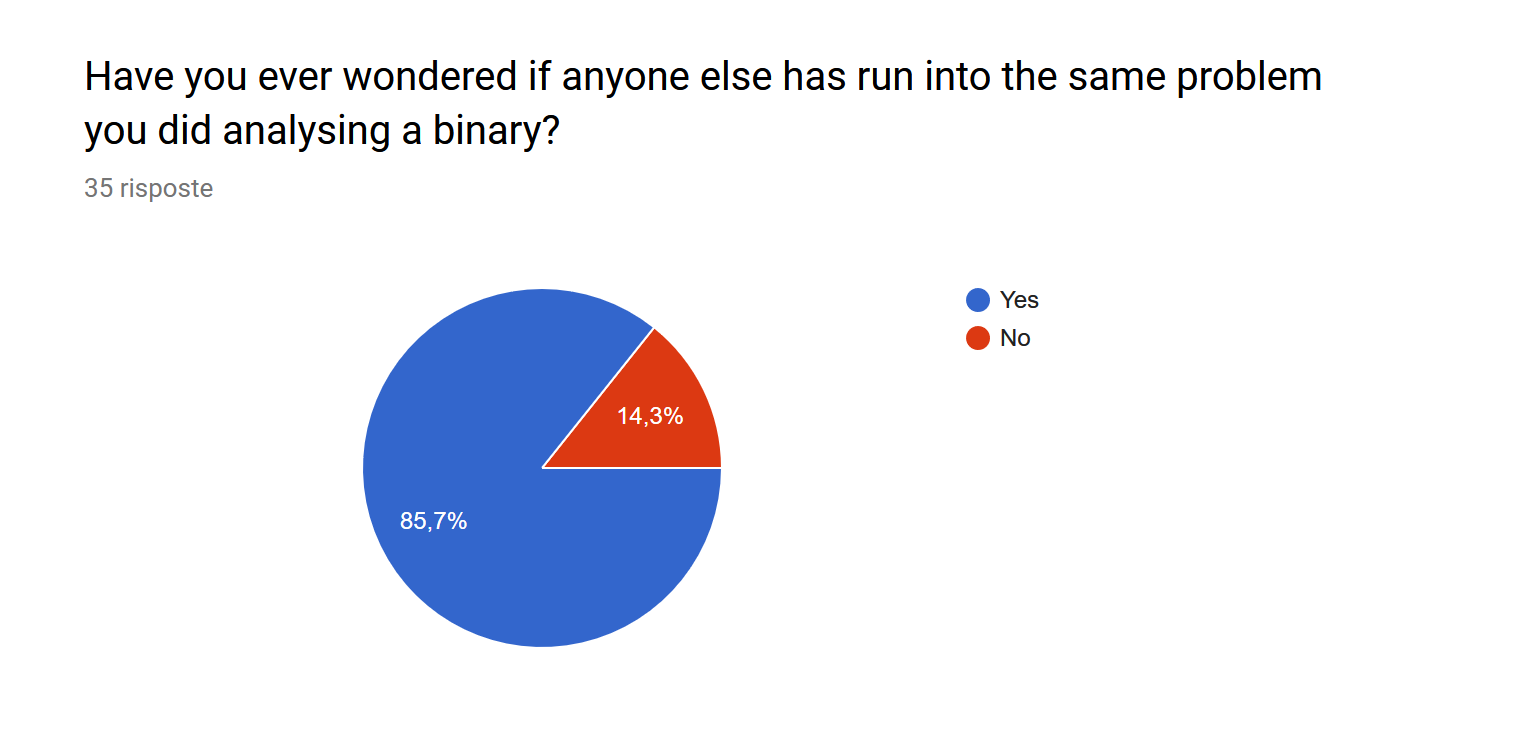 Have you ever wondered if anyone else has run into the same problem
you did analysing a binary?
35 risposte
Yes
No
14,3%
85,7%